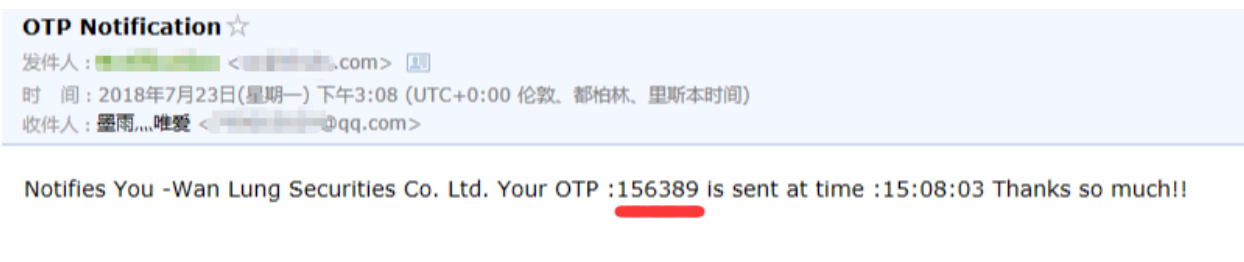 OTP Notification ☆
发件人： < .com>
时 间：2018年7月23日(星期一) 下午3:08 (UTC+0:00 伦敦、都柏林、里斯本时间)
收件人：墨雨灬唯爱 < @qq.com>
Notifies You -Wan Lung Securities Co. Ltd. Your OTP :156389 is sent at time :15:08:03 Thanks so much!!